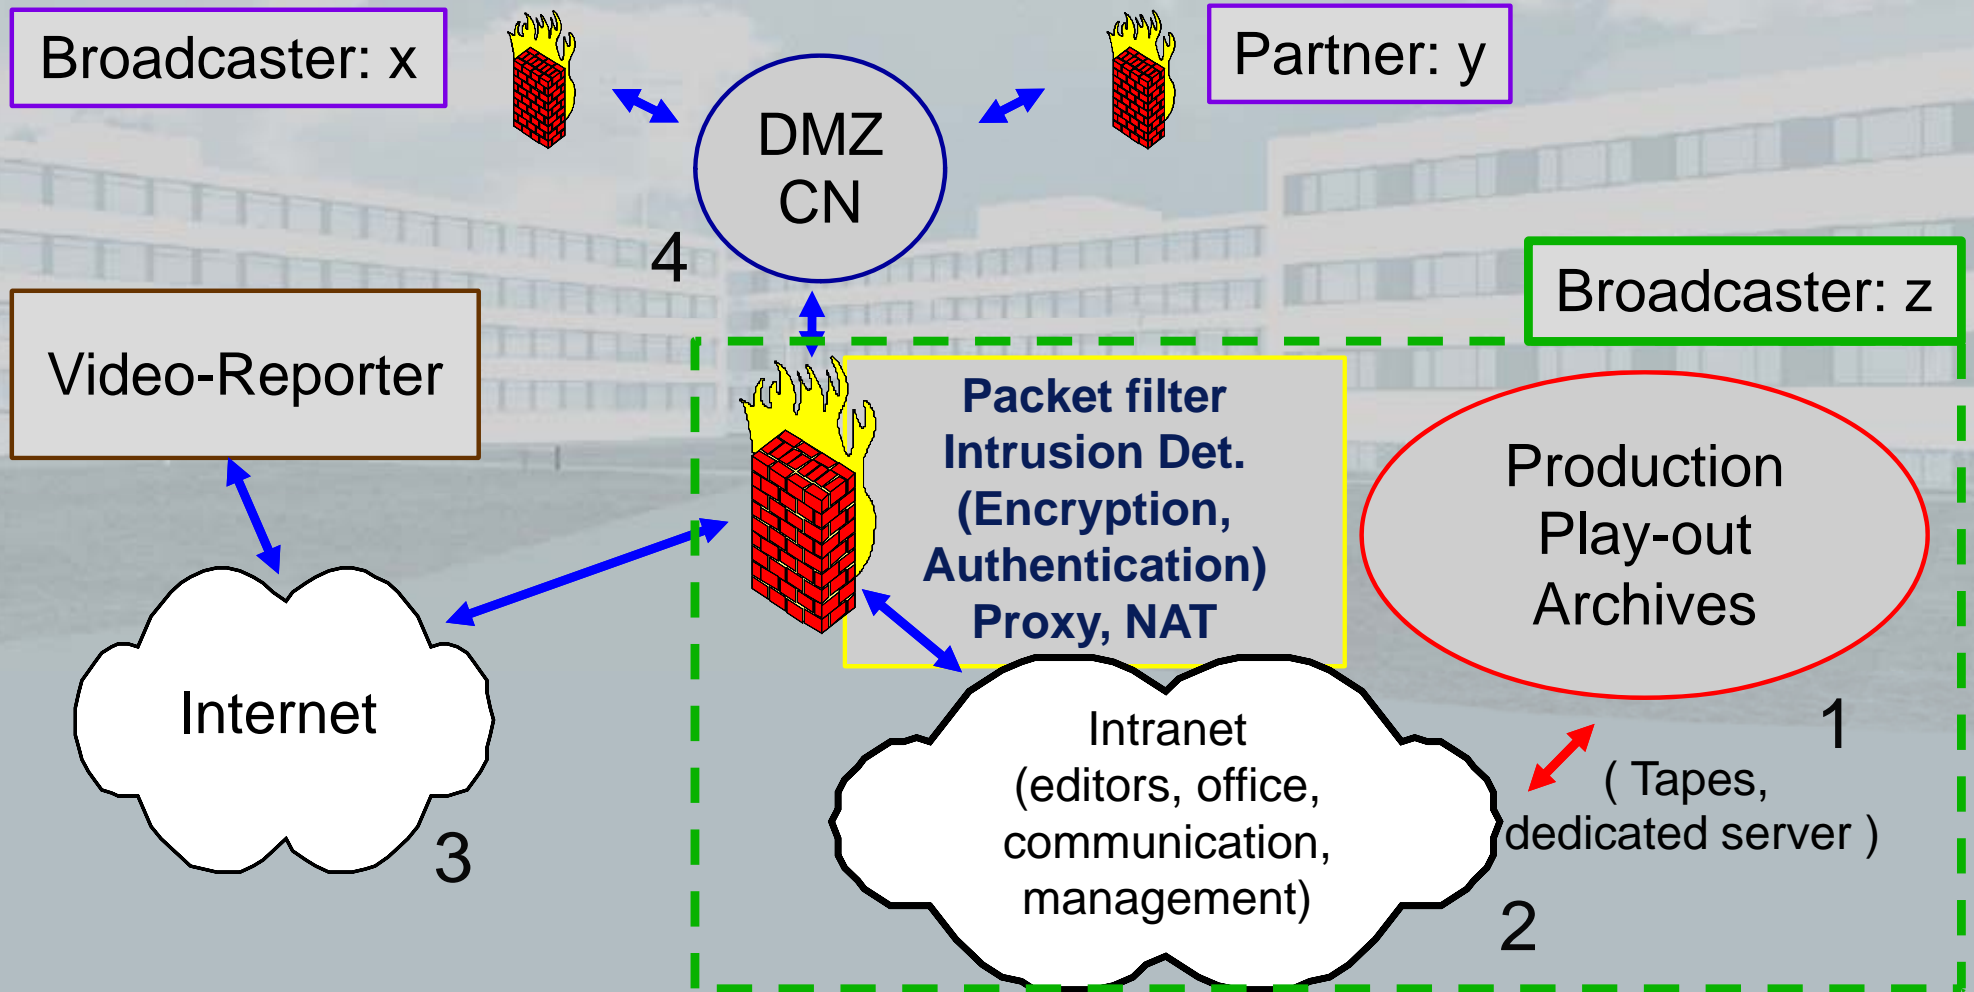 Broadcaster: x
Partner: y
DMZ
CN
4
Broadcaster: z
Video-Reporter
Packet filter
Intrusion Det.
(Encryption,
Authentication)
Proxy, NAT
Production
Play-out
Archives
1
Internet
3
Intranet
(editors, office,
communication,
management)
( Tapes,
dedicated server )
2